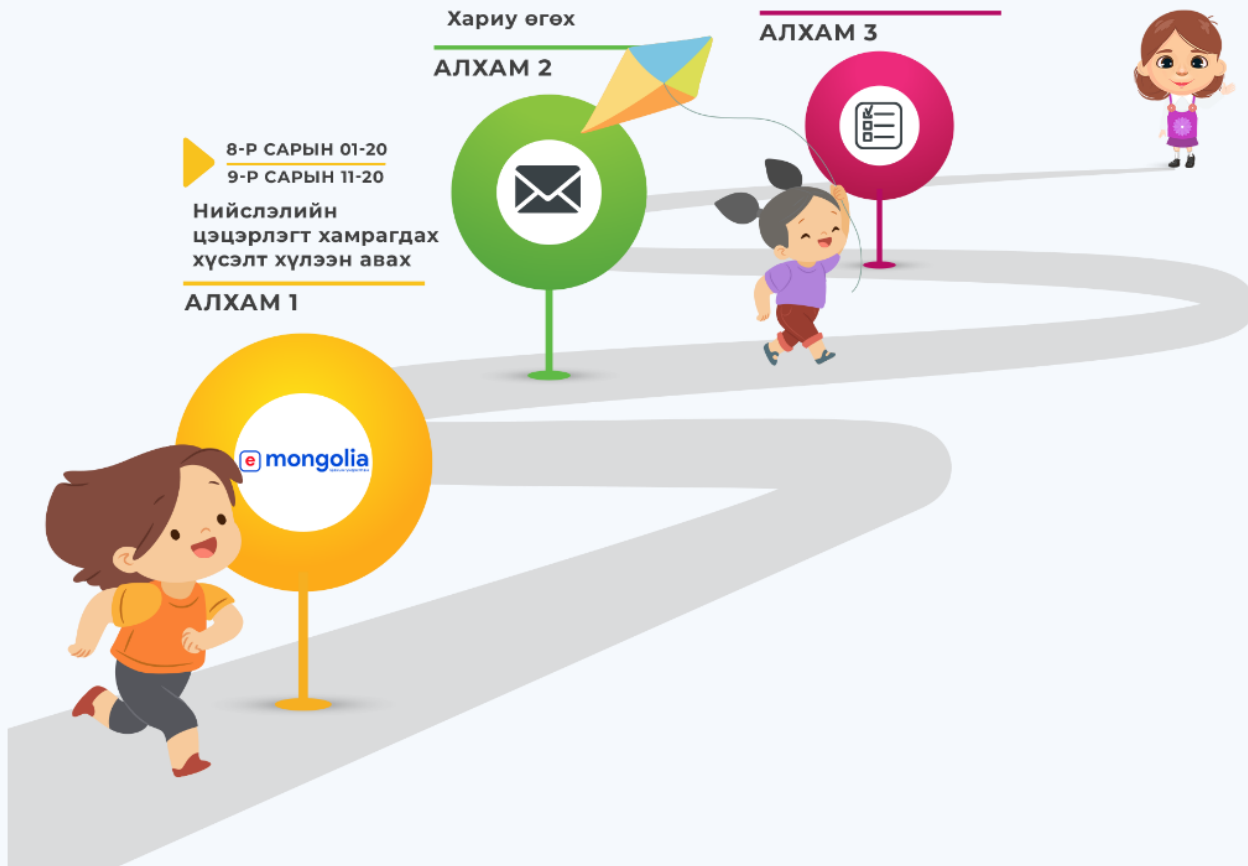 Хариу өгөх
АЛХАМ 3
АЛХАМ 2
8-Р САРЫН 01-20
9-Р САРЫН 11-20
Нийслэлийн
цэцэрлэгт хамрагдах
хүсэлт хүлээн авах
АЛХАМ 1
e mongolia